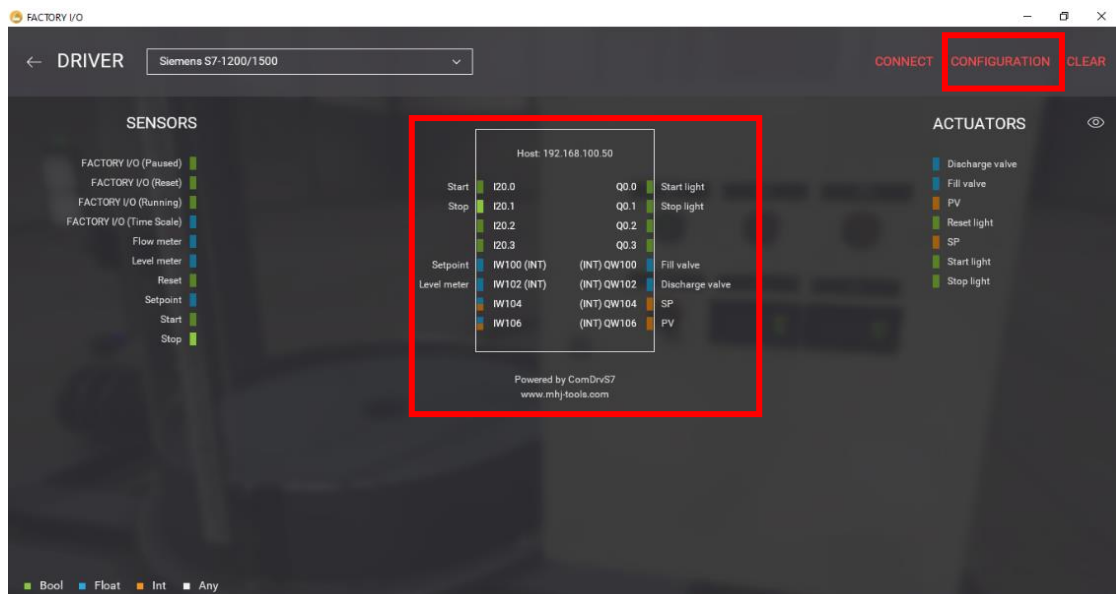 FACTORY I/O
← DRIVER Siemens S7-1200/1500 CONNECT CONFIGURATION CLEAR
SENSORS
FACTORY I/O (Paused)
FACTORY I/O (Reset)
FACTORY I/O (Running)
FACTORY I/O (Time Scale)
Flow meter
Level meter
Reset
Setpoint
Start
Stop
Host: 192.168.100.50
Start I20.0 Q0.0 Start light
Stop I20.1 Q0.1 Stop light
I20.2 Q0.2
I20.3 Q0.3
Setpoint IW100 (INT) (INT) QW100 Fill valve
Level meter IW102 (INT) (INT) QW102 Discharge valve
IW104 (INT) QW104 SP
IW106 (INT) QW106 PV
Powered by ComDrvS7
www.mhj-tools.com
ACTUATORS
Discharge valve
Fill valve
PV
Reset light
SP
Start light
Stop light
Bool Float Int Any